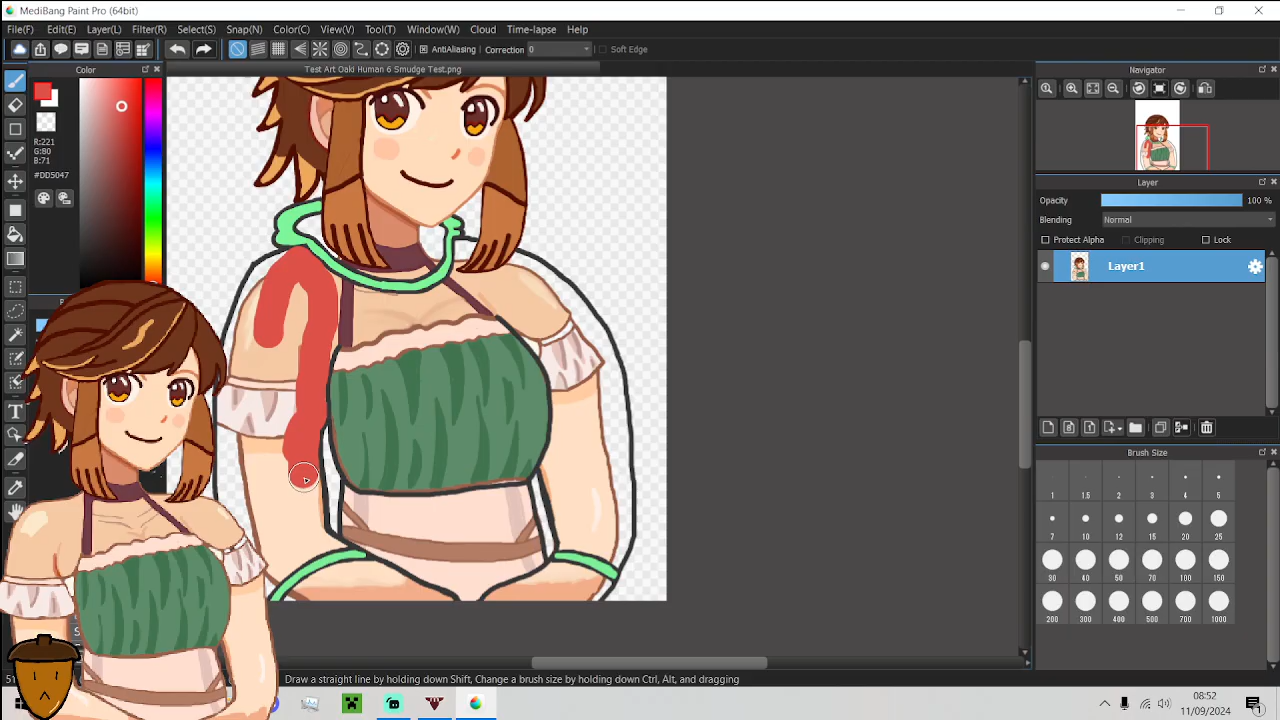 MediBang Paint Pro (64bit)
File(F) Edit(E) Layer(L) Filter(R) Select(S) Snap(N) Color(C) View(V) Tool(T) Window(W) Cloud Time-lapse Help
AntiAliasing Correction 0 Soft Edge
Color
Test Art Oaki Human 6 Smudge Test.png
Navigator
R:221
G:80
B:71
#DD5047
Layer
Opacity 100 %
Blending Normal
Protect Alpha Clipping Lock
Layer1
Brush Size
1 1.5 2 3 4 5
7 10 12 15 20 25
30 40 50 70 100 150
200 300 400 500 700 1000
T
Draw a straight line by holding down Shift, Change a brush size by holding down Ctrl, Alt, and dragging
08:52
11/09/2024
1